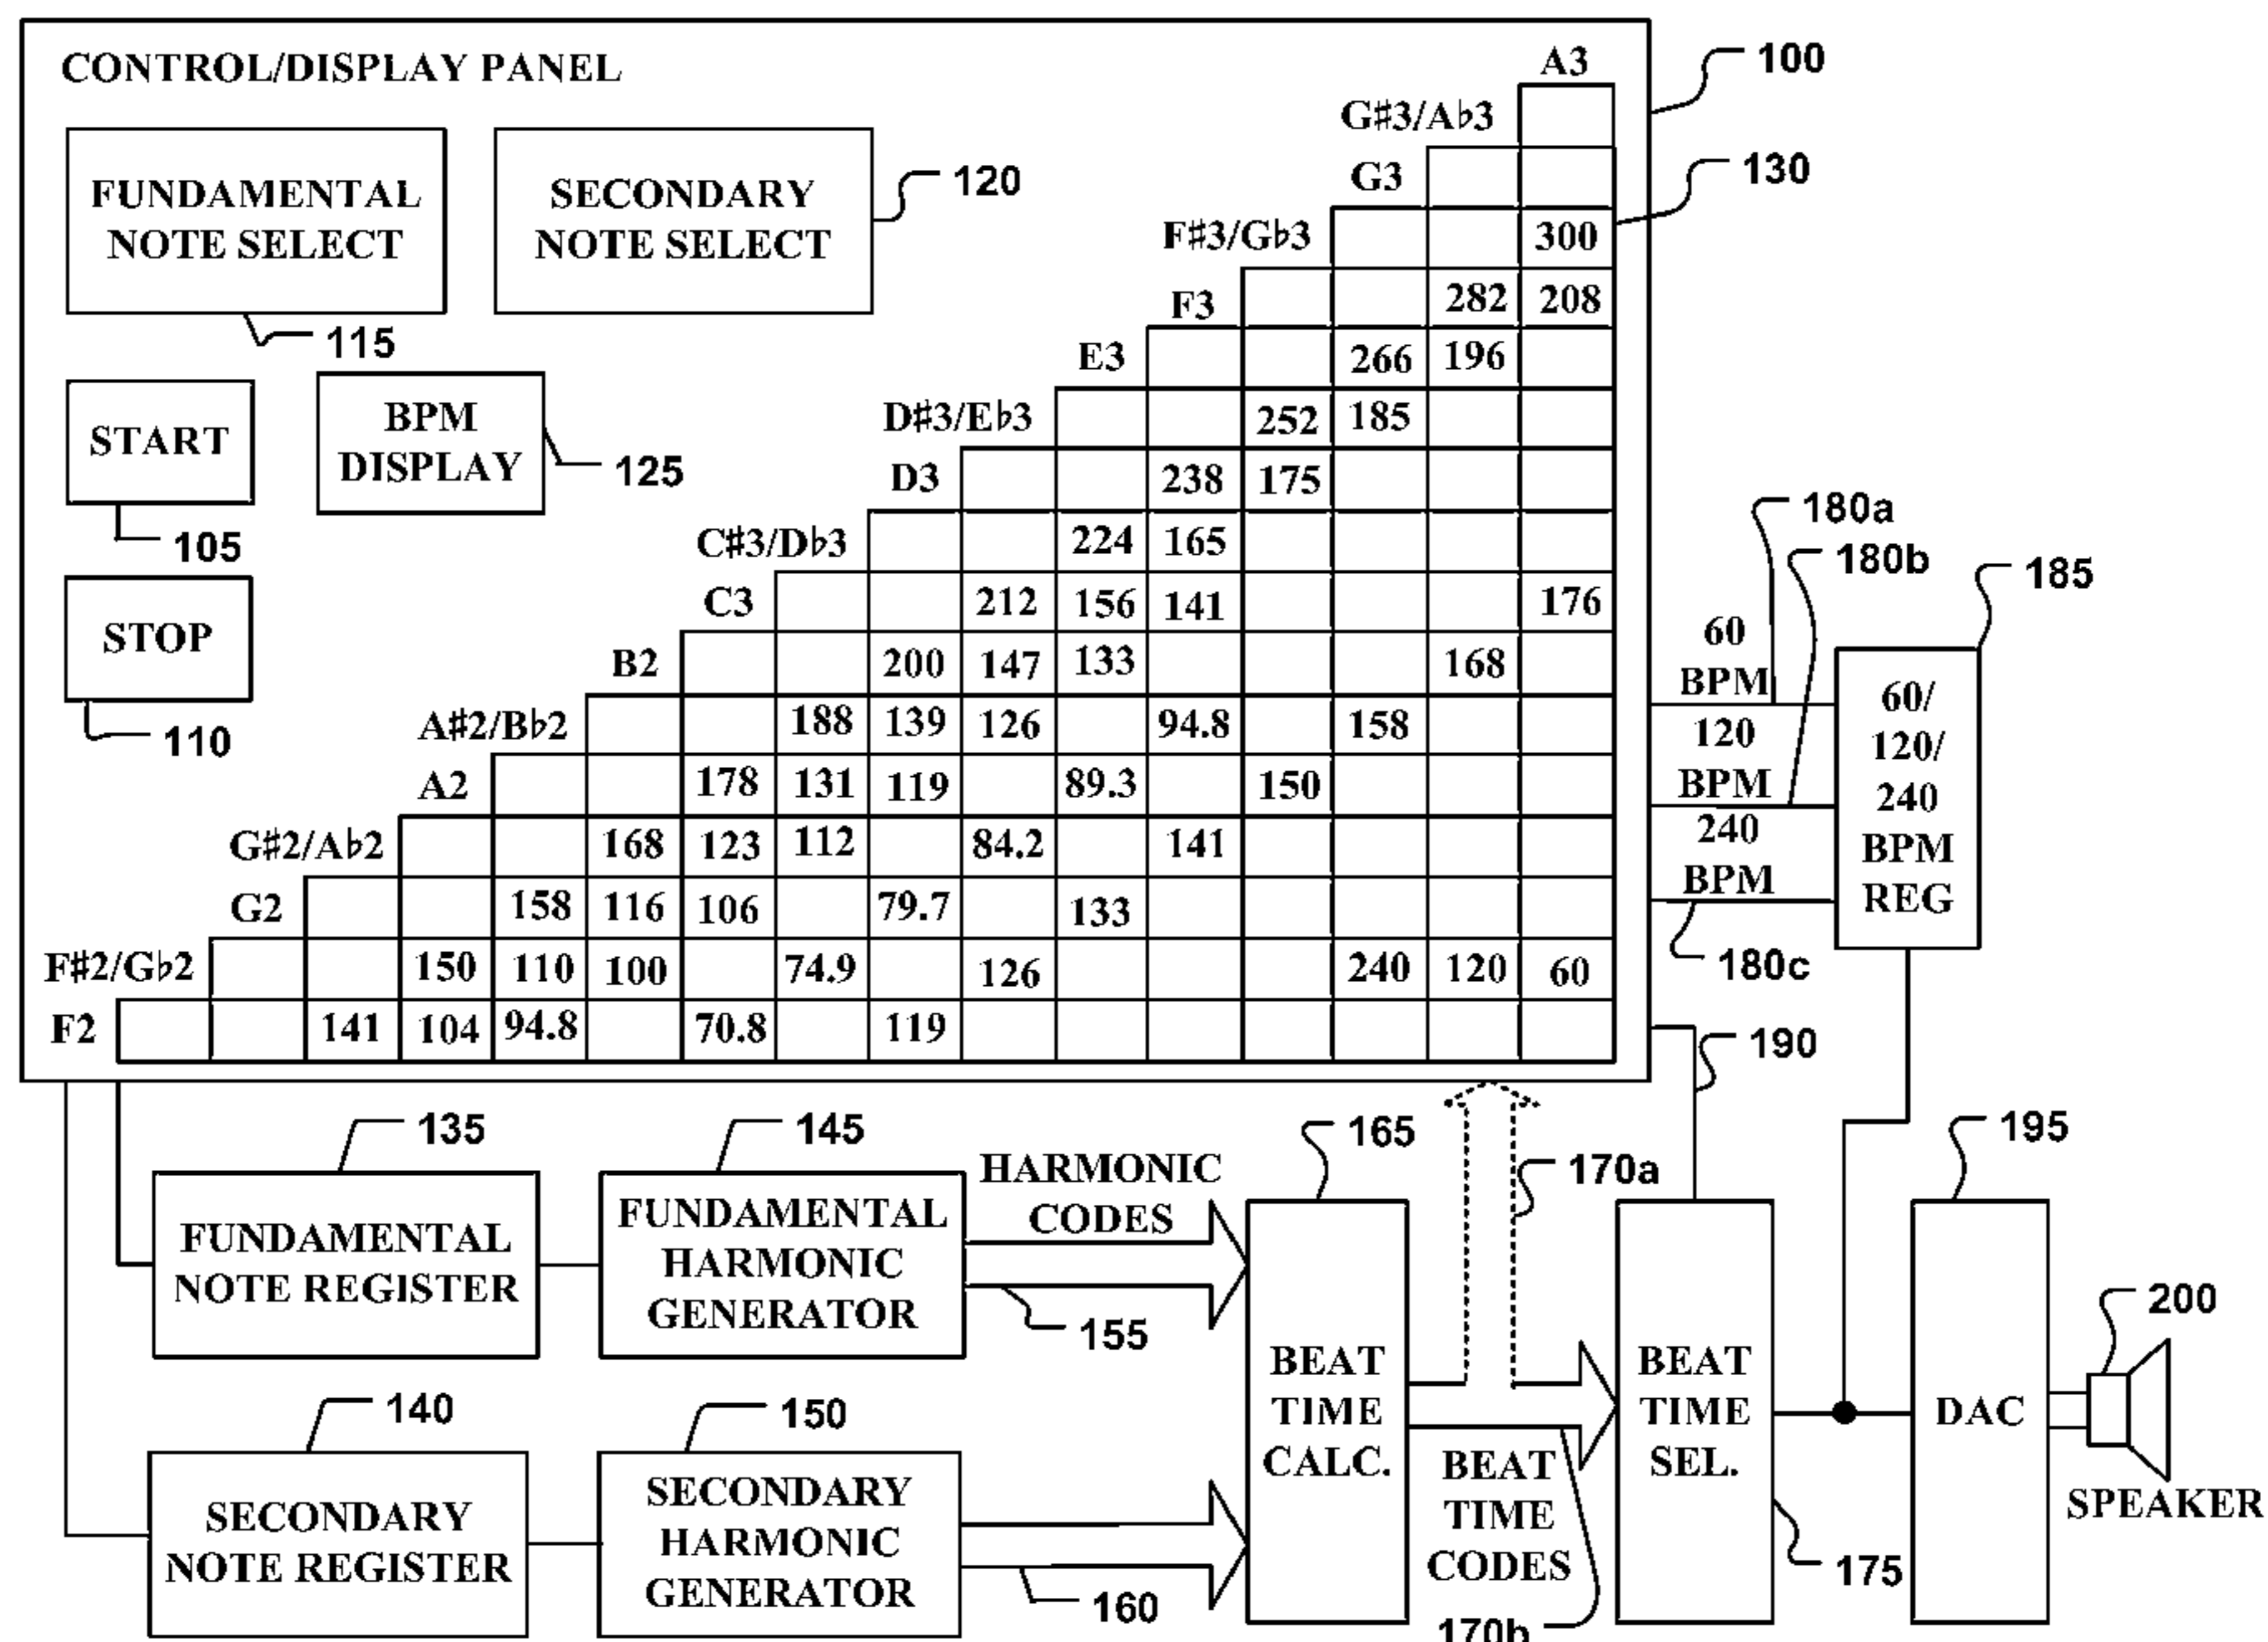 CONTROL/DISPLAY PANEL
A3
100
G♯3/A♭3
FUNDAMENTAL
NOTE SELECT
SECONDARY
NOTE SELECT
120
G3
130
F♯3/G♭3
300
115
F3
282 208
E3
266 196
START
BPM
DISPLAY
125
D♯3/E♭3
252 185
D3
238 175
105
C♯3/D♭3
224 165
180a
180b
185
STOP
C3
212 156 141 176
110
B2
200 147 133 168
A♯2/B♭2
188 139 126 94.8 158
A2
178 131 119 89.3 150
G♯2/A♭2
168 123 112 84.2 141
G2
158 116 106 79.7 133
F♯2/G♭2
150 110 100 74.9 126 240 120 60
F2
141 104 94.8 70.8 119
60
BPM
120
BPM
240
BPM
180c
60/
120/
240
BPM
REG
190
135
FUNDAMENTAL
NOTE REGISTER
145
FUNDAMENTAL
HARMONIC
GENERATOR
HARMONIC
CODES
155
165
BEAT
TIME
CALC.
170a
195
DAC
200
SPEAKER
140
SECONDARY
NOTE REGISTER
150
SECONDARY
HARMONIC
GENERATOR
160
BEAT
TIME
CODES
170b
BEAT
TIME
SEL.
175